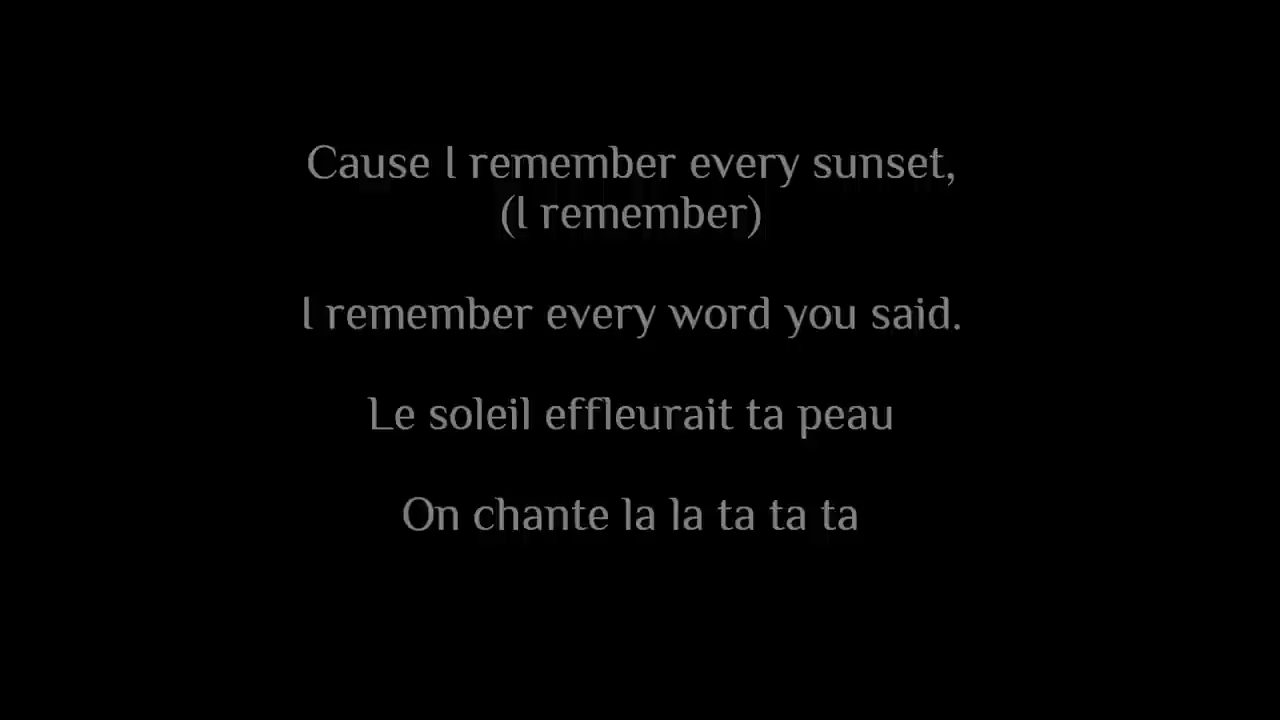 Cause I remember every sunset,
(I remember)
I remember every word you said.
Le soleil effleurait ta peau
On chante la la ta ta ta